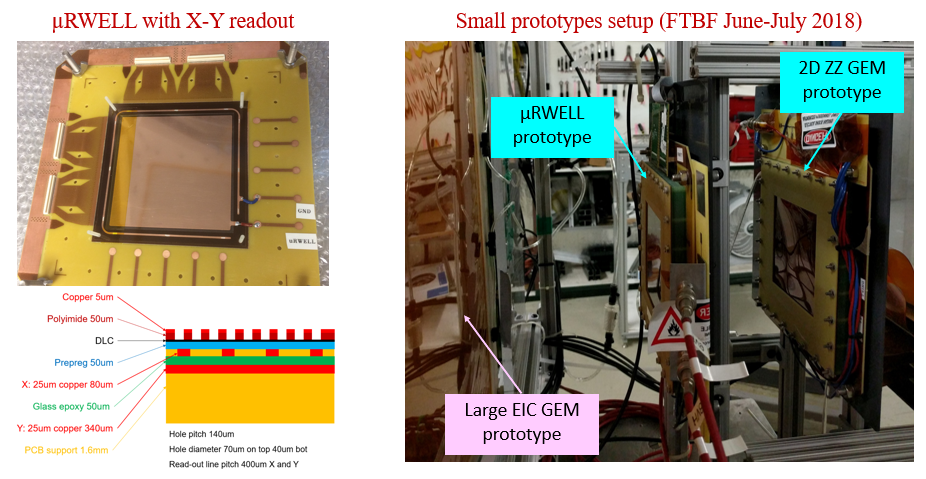 µRWELL with X-Y readout
Small prototypes setup (FTBF June-July 2018)
GND
µRWELL
Copper 5um
Polyimide 50um
DLC
Prepreg 50um
X: 25um copper 80um
Glass epoxy 50um
Y: 25um copper 340um
PCB support 1.6mm
Hole pitch 140um
Hole diameter 70um on top 40um bot
Read-out line pitch 400um X and Y
µRWELL
prototype
2D ZZ GEM
prototype
Large EIC GEM
prototype